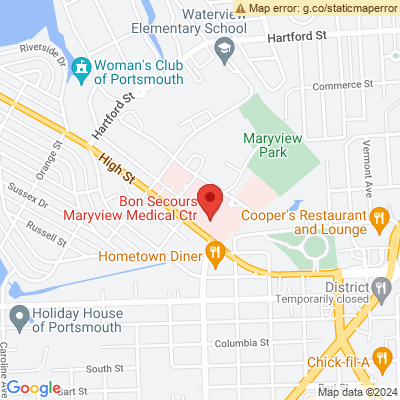 Map error: g.co/staticmaperror
Waterview
Elementary School
Hartford St
Riverside Dr
Woman's Club
of Portsmouth
Commerce St
Hartford St
Maryview
Park
Orange St
High St
Vermont Ave
Sussex Dr
Bon Secours
Maryview Medical Ctr
Russell St
Cooper's Restaurant
and Lounge
Hometown Diner
District
Temporarily closed
Holiday House
of Portsmouth
Columbia St
Caroline Ave
South St
Chick-fil-A
Google
Map data ©2024